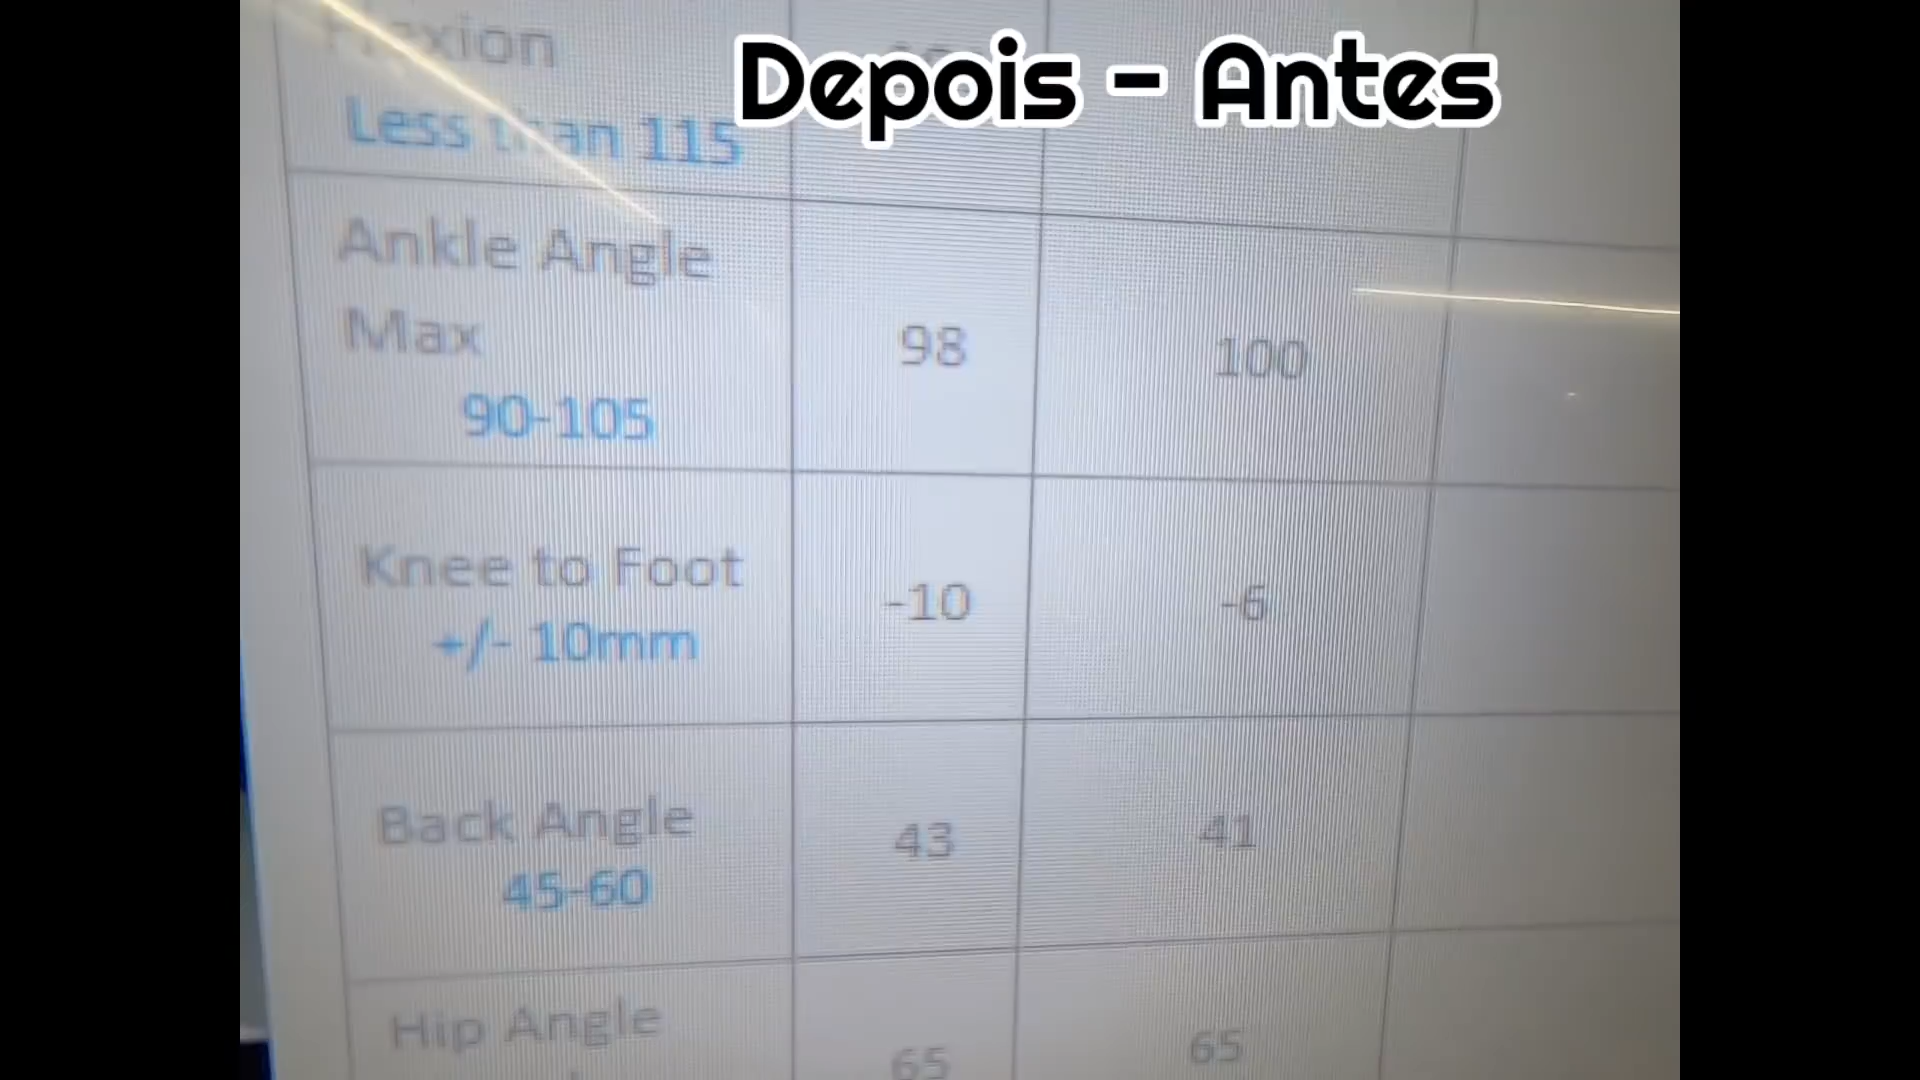 Depois - Antes
Flexion
Less than 115
Ankle Angle
Max
90-105
98
100
Knee to Foot
+/- 10mm
-10
-6
Back Angle
45-60
43
41
Hip Angle
65
65